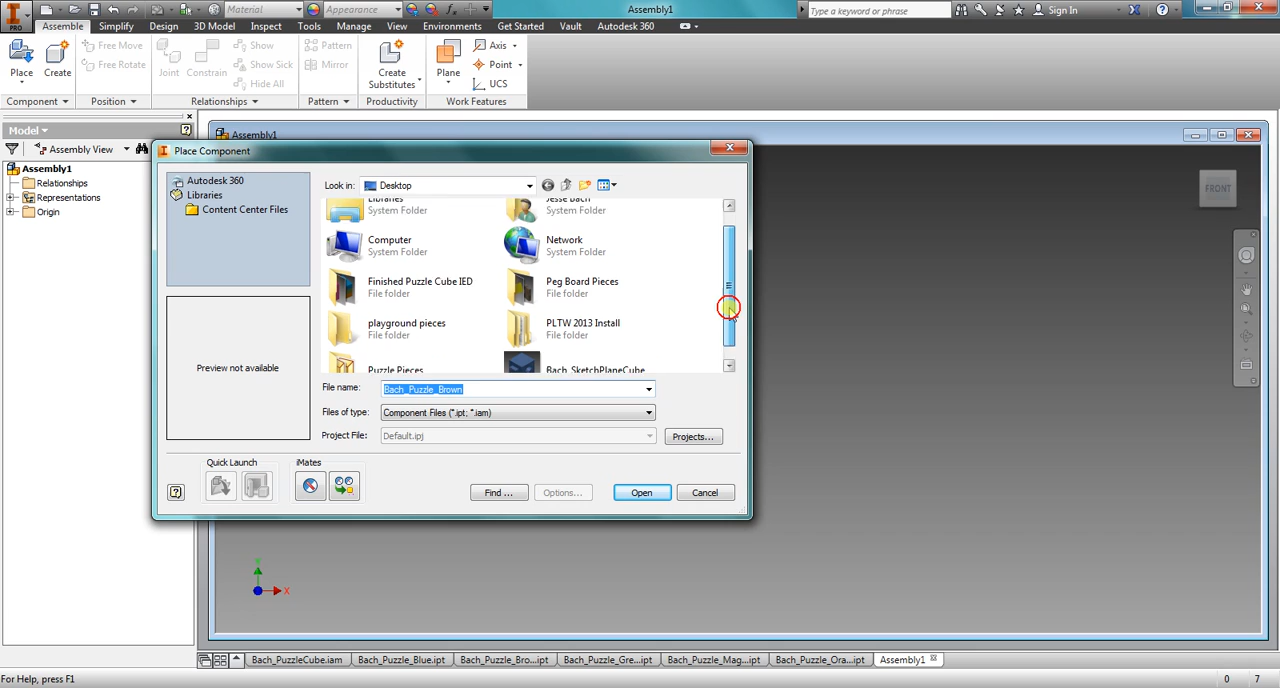 Material
Appearance
Assembly1
Type a keyword or phrase
Sign In
PRO
Assemble Simplify Design 3D Model Inspect Tools Manage View Environments Get Started Vault Autodesk 360
Place
Create
Free Move
Free Rotate
Joint
Constrain
Show
Show Sick
Hide All
Pattern
Mirror
Create
Substitutes
Plane
Axis
Point
UCS
Component Position Relationships Pattern Productivity Work Features
Model
Assembly View
Assembly1
Relationships
Representations
Origin
Assembly1
FRONT
Place Component
Autodesk 360
Libraries
Content Center Files
Look in: Desktop
Libraries
System Folder
Jesse Bach
System Folder
Computer
System Folder
Network
System Folder
Finished Puzzle Cube IED
File folder
Peg Board Pieces
File folder
playground pieces
File folder
PLTW 2013 Install
File folder
Puzzle Pieces
Bach_SketchPlaneCube
Preview not available
File name: Bach_Puzzle_Brown
Files of type: Component Files (*.ipt; *.iam)
Project File: Default.ipj
Projects...
Quick Launch
iMates
Find ...
Options...
Open
Cancel
Y
X
Bach_PuzzleCube.iam Bach_Puzzle_Blue.ipt Bach_Puzzle_Bro...ipt Bach_Puzzle_Gre...ipt Bach_Puzzle_Mag...ipt Bach_Puzzle_Ora...ipt Assembly1
For Help, press F1
0 7